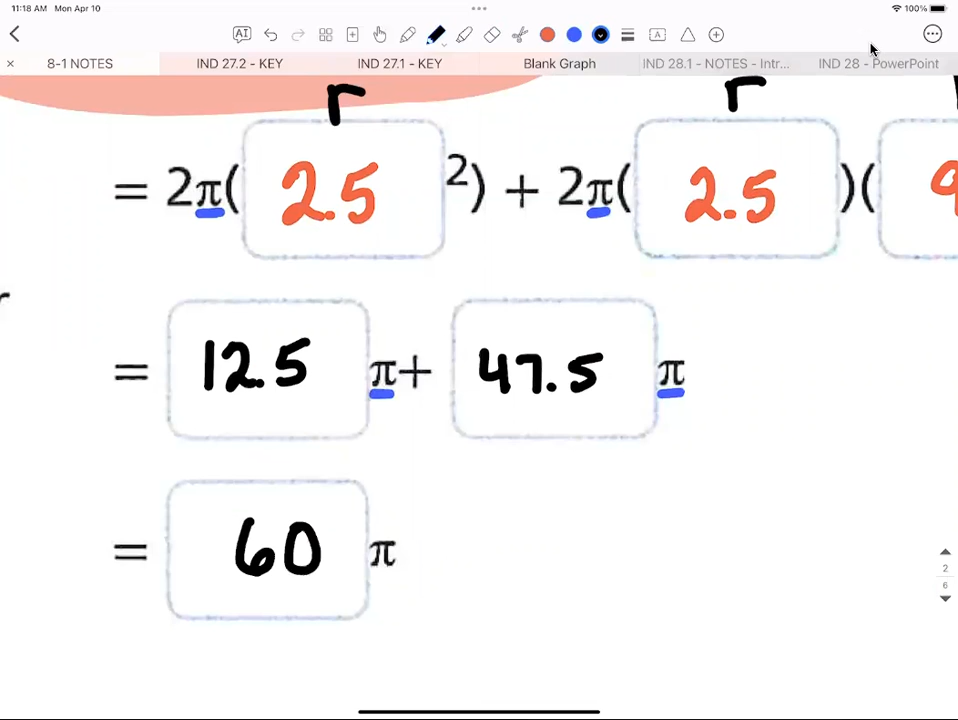 11:18 AM Mon Apr 10
100%
AI
A
8-1 NOTES
IND 27.2 - KEY
IND 27.1 - KEY
Blank Graph
IND 28.1 - NOTES - Intr...
IND 28 - PowerPoint
r r
= 2π( 2.5 ²) + 2π( 2.5 )(
= 12.5 π+ 47.5 π
= 60 π
2
6